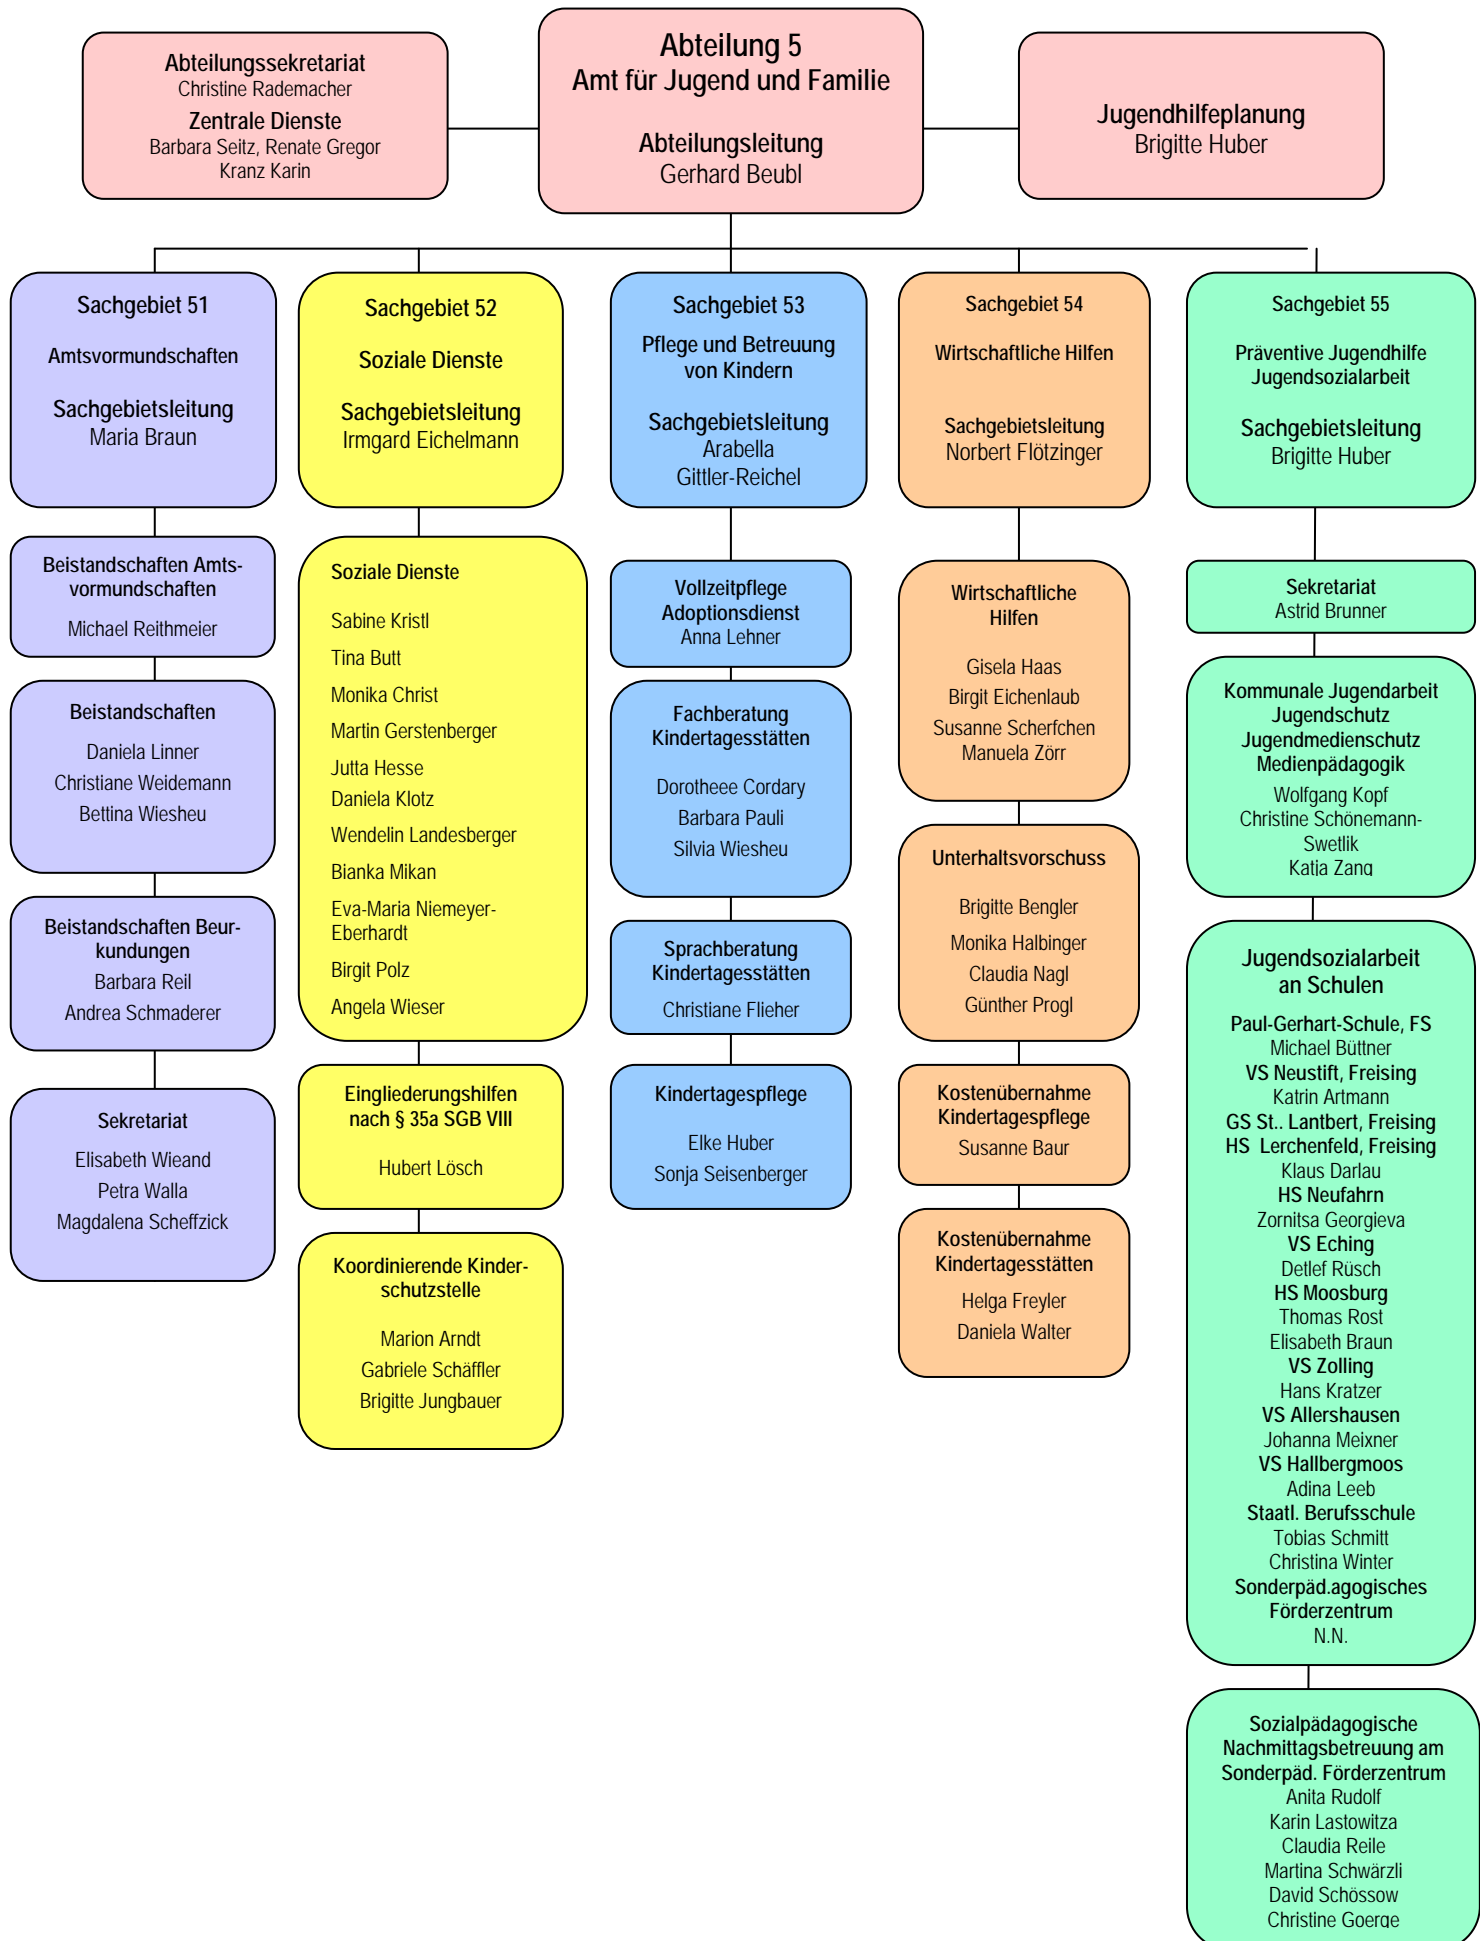 Abteilungssekretariat
Christine Rademacher
Zentrale Dienste
Barbara Seitz, Renate Gregor
Kranz Karin
Abteilung 5
Amt für Jugend und Familie
Abteilungsleitung
Gerhard Beubl
Jugendhilfeplanung
Brigitte Huber
Sachgebiet 51
Amtsvormundschaften
Sachgebietsleitung
Maria Braun
Beistandschaften Amts-
vormundschaften
Michael Reithmeier
Beistandschaften
Daniela Linner
Christiane Weidemann
Bettina Wiesheu
Beistandschaften Beur-
kundungen
Barbara Reil
Andrea Schmaderer
Sekretariat
Elisabeth Wieand
Petra Walla
Magdalena Scheffzick
Sachgebiet 52
Soziale Dienste
Sachgebietsleitung
Irmgard Eichelmann
Soziale Dienste
Sabine Kristl
Tina Butt
Monika Christ
Martin Gerstenberger
Jutta Hesse
Daniela Klotz
Wendelin Landesberger
Bianka Mikan
Eva-Maria Niemeyer-
Eberhardt
Birgit Polz
Angela Wieser
Eingliederungshilfen
nach § 35a SGB VIII
Hubert Lösch
Koordinierende Kinder-
schutzstelle
Marion Arndt
Gabriele Schäffler
Brigitte Jungbauer
Sachgebiet 53
Pflege und Betreuung
von Kindern
Sachgebietsleitung
Arabella
Gittler-Reichel
Vollzeitpflege
Adoptionsdienst
Anna Lehner
Fachberatung
Kindertagesstätten
Dorotheee Cordary
Barbara Pauli
Silvia Wiesheu
Sprachberatung
Kindertagesstätten
Christiane Flieher
Kindertagespflege
Elke Huber
Sonja Seisenberger
Sachgebiet 54
Wirtschaftliche Hilfen
Sachgebietsleitung
Norbert Flötzinger
Wirtschaftliche
Hilfen
Gisela Haas
Birgit Eichenlaub
Susanne Scherfchen
Manuela Zörr
Unterhaltsvorschuss
Brigitte Bengler
Monika Halbinger
Claudia Nagl
Günther Progl
Kostenübernahme
Kindertagespflege
Susanne Baur
Kostenübernahme
Kindertagesstätten
Helga Freyler
Daniela Walter
Sachgebiet 55
Präventive Jugendhilfe
Jugendsozialarbeit
Sachgebietsleitung
Brigitte Huber
Sekretariat
Astrid Brunner
Kommunale Jugendarbeit
Jugendschutz
Jugendmedienschutz
Medienpädagogik
Wolfgang Kopf
Christine Schönemann-
Swetlik
Katja Zang
Jugendsozialarbeit
an Schulen
Paul-Gerhart-Schule, FS
Michael Büttner
VS Neustift, Freising
Katrin Artmann
GS St.. Lantbert, Freising
HS  Lerchenfeld, Freising
Klaus Darlau
HS Neufahrn
Zornitsa Georgieva
VS Eching
Detlef Rüsch
HS Moosburg
Thomas Rost
Elisabeth Braun
VS Zolling
Hans Kratzer
VS Allershausen
Johanna Meixner
VS Hallbergmoos
Adina Leeb
Staatl. Berufsschule
Tobias Schmitt
Christina Winter
Sonderpäd.agogisches
Förderzentrum
N.N.
Sozialpädagogische
Nachmittagsbetreuung am
Sonderpäd. Förderzentrum
Anita Rudolf
Karin Lastowitza
Claudia Reile
Martina Schwärzli
David Schössow
Christine Goerge